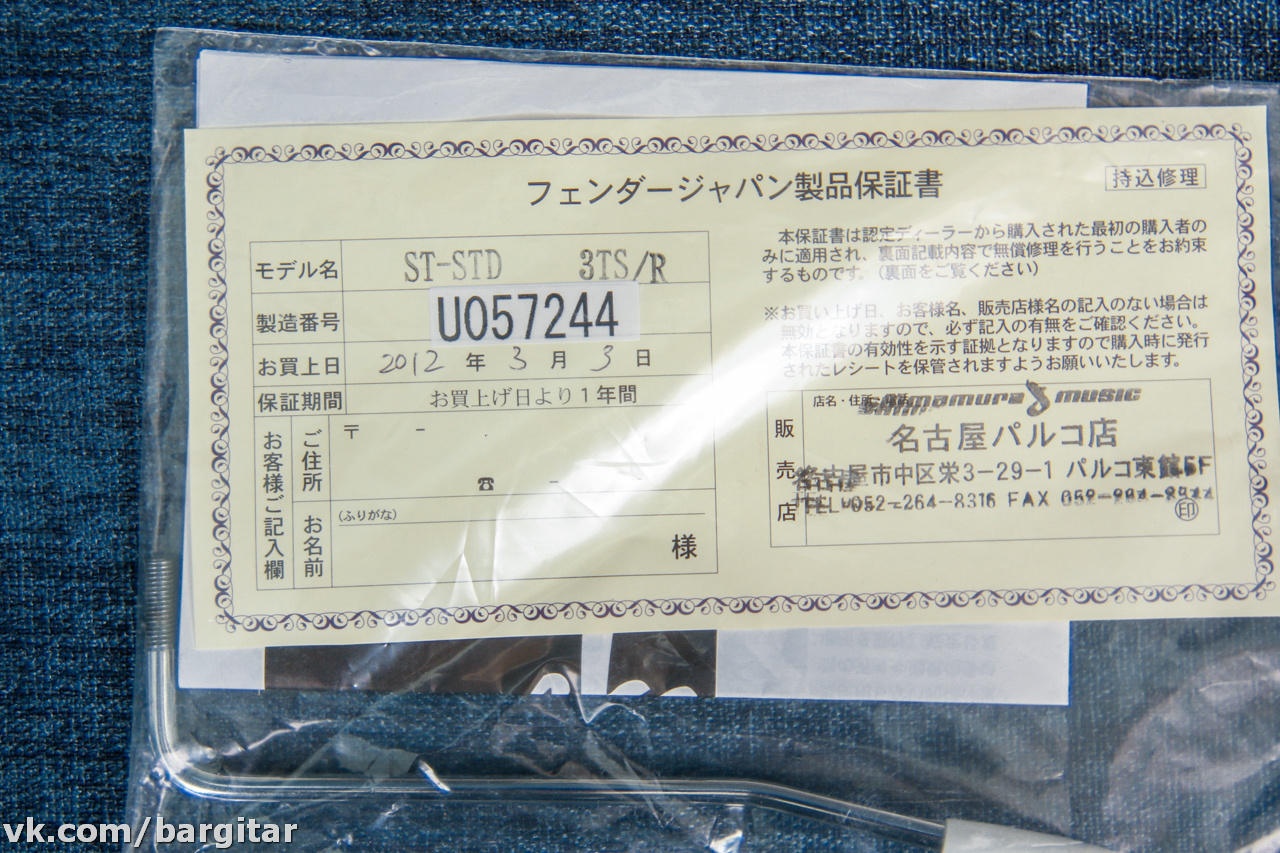 フェンダージャパン製品保証書
持込修理
モデル名 ST-STD 3TS/R
製造番号 U057244
お買上日 2012 年 3 月 3 日
保証期間 お買上げ日より1年間
お客様ご記入欄
ご住所 〒 - ☎ -
お名前 (ふりがな) 様
本保証書は認定ディーラーから購入された最初の購入者の
みに適用され、裏面記載内容で無償修理を行うことをお約束
するものです。(裏面をご覧ください)
※お買い上げ日、お客様名、販売店様名の記入のない場合は
無効となりますので、必ず記入の有無をご確認ください。
本保証書の有効性を示す証拠となりますので購入時に発行
されたレシートを保管されますようお願いいたします。
販売店
店名・住所・電話
shimamura music
名古屋パルコ店
名古屋市中区栄3-29-1 パルコ東館5F
TEL 052-264-8316 FAX
印
vk.com/bargitar